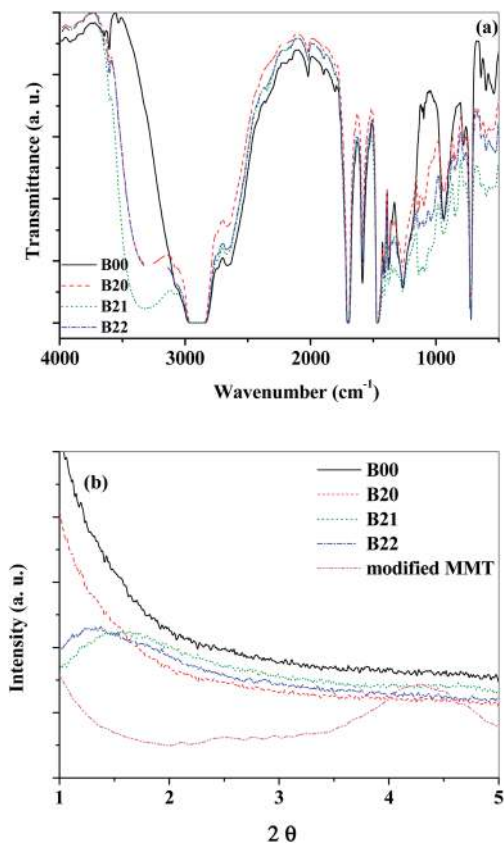 (a)
Transmittance (a. u.)
B00
B20
B21
B22
4000 3000 2000 1000
Wavenumber (cm⁻¹)
(b)
B00
B20
B21
B22
modified MMT
Intensity (a. u.)
1 2 3 4 5
2 θ